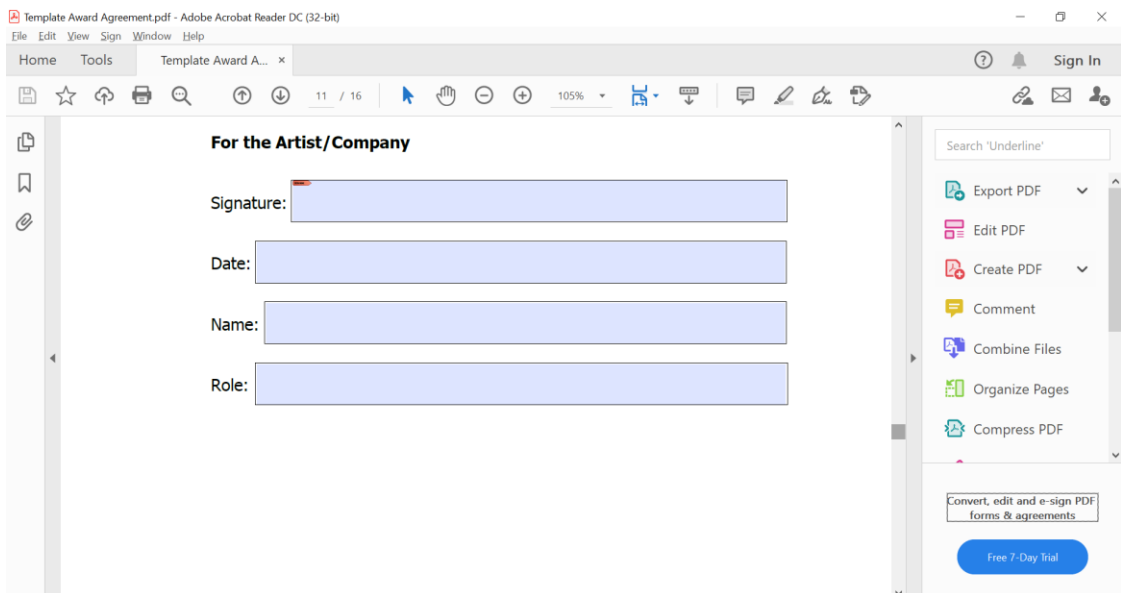 Template Award Agreement.pdf - Adobe Acrobat Reader DC (32-bit)
File Edit View Sign Window Help
Home Tools Template Award A... × Sign In
11 / 16 105%
For the Artist/Company
Signature:
Date:
Name:
Role:
Search 'Underline'
Export PDF
Edit PDF
Create PDF
Comment
Combine Files
Organize Pages
Compress PDF
Convert, edit and e-sign PDF
forms & agreements
Free 7-Day Trial